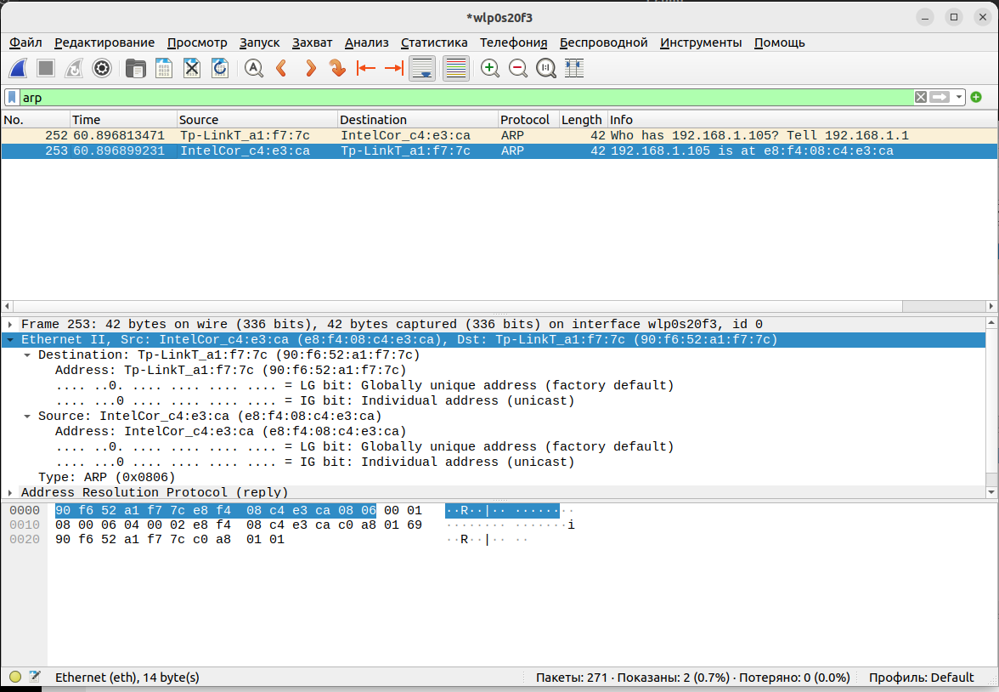 *wlp0s20f3
Файл Редактирование Просмотр Запуск Захват Анализ Статистика Телефония Беспроводной Инструменты Помощь
arp
No. Time Source Destination Protocol Length Info
252 60.896813471 Tp-LinkT_a1:f7:7c IntelCor_c4:e3:ca ARP 42 Who has 192.168.1.105? Tell 192.168.1.1
253 60.896899231 IntelCor_c4:e3:ca Tp-LinkT_a1:f7:7c ARP 42 192.168.1.105 is at e8:f4:08:c4:e3:ca
Frame 253: 42 bytes on wire (336 bits), 42 bytes captured (336 bits) on interface wlp0s20f3, id 0
Ethernet II, Src: IntelCor_c4:e3:ca (e8:f4:08:c4:e3:ca), Dst: Tp-LinkT_a1:f7:7c (90:f6:52:a1:f7:7c)
Destination: Tp-LinkT_a1:f7:7c (90:f6:52:a1:f7:7c)
Address: Tp-LinkT_a1:f7:7c (90:f6:52:a1:f7:7c)
.... ..0. .... .... .... .... = LG bit: Globally unique address (factory default)
.... ...0 .... .... .... .... = IG bit: Individual address (unicast)
Source: IntelCor_c4:e3:ca (e8:f4:08:c4:e3:ca)
Address: IntelCor_c4:e3:ca (e8:f4:08:c4:e3:ca)
.... ..0. .... .... .... .... = LG bit: Globally unique address (factory default)
.... ...0 .... .... .... .... = IG bit: Individual address (unicast)
Type: ARP (0x0806)
Address Resolution Protocol (reply)
0000 90 f6 52 a1 f7 7c e8 f4 08 c4 e3 ca 08 06 00 01 ··R··|·· ········
0010 08 00 06 04 00 02 e8 f4 08 c4 e3 ca c0 a8 01 69 ········ ·······i
0020 90 f6 52 a1 f7 7c c0 a8 01 01 ··R··|·· ··
Ethernet (eth), 14 byte(s) Пакеты: 271 · Показаны: 2 (0.7%) · Потеряно: 0 (0.0%) Профиль: Default